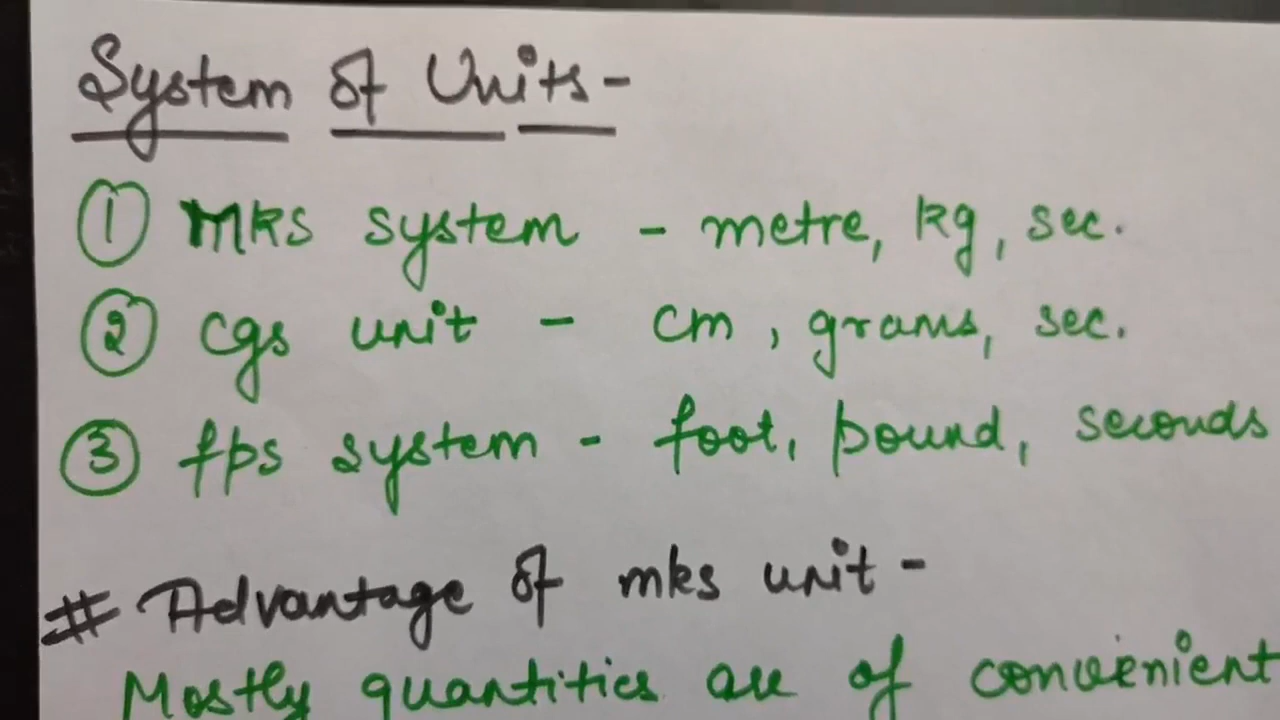 System of Units-
① MKS system - metre, kg, sec.
② cgs unit - cm, grams, sec.
③ fps system - foot, pound, seconds
# Advantage of mks unit -
Mostly quantities are of convenient